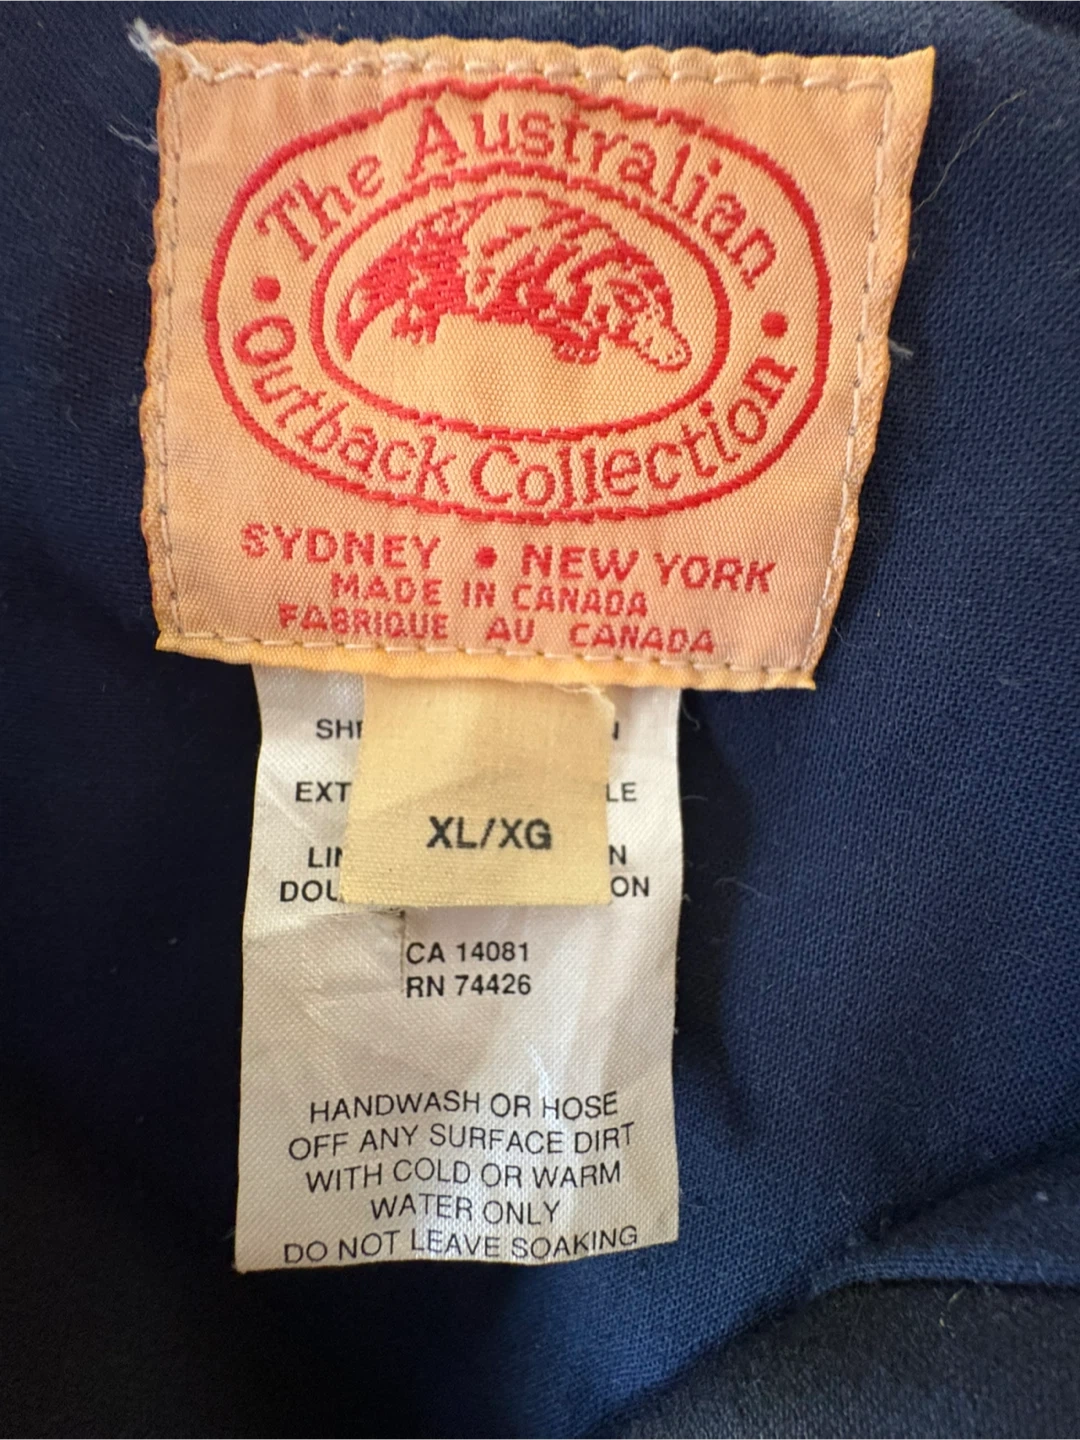 The Australian
Outback Collection
SYDNEY • NEW YORK
MADE IN CANADA
FABRIQUE AU CANADA
XL/XG
CA 14081
RN 74426
HANDWASH OR HOSE
OFF ANY SURFACE DIRT
WITH COLD OR WARM
WATER ONLY
DO NOT LEAVE SOAKING